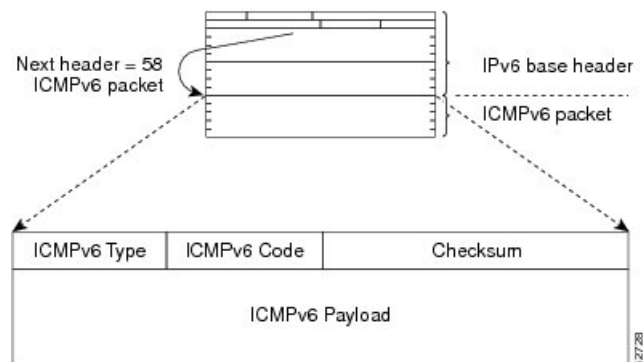 Next header = 58
ICMPv6 packet
IPv6 base header
ICMPv6 packet
ICMPv6 Type
ICMPv6 Code
Checksum
ICMPv6 Payload